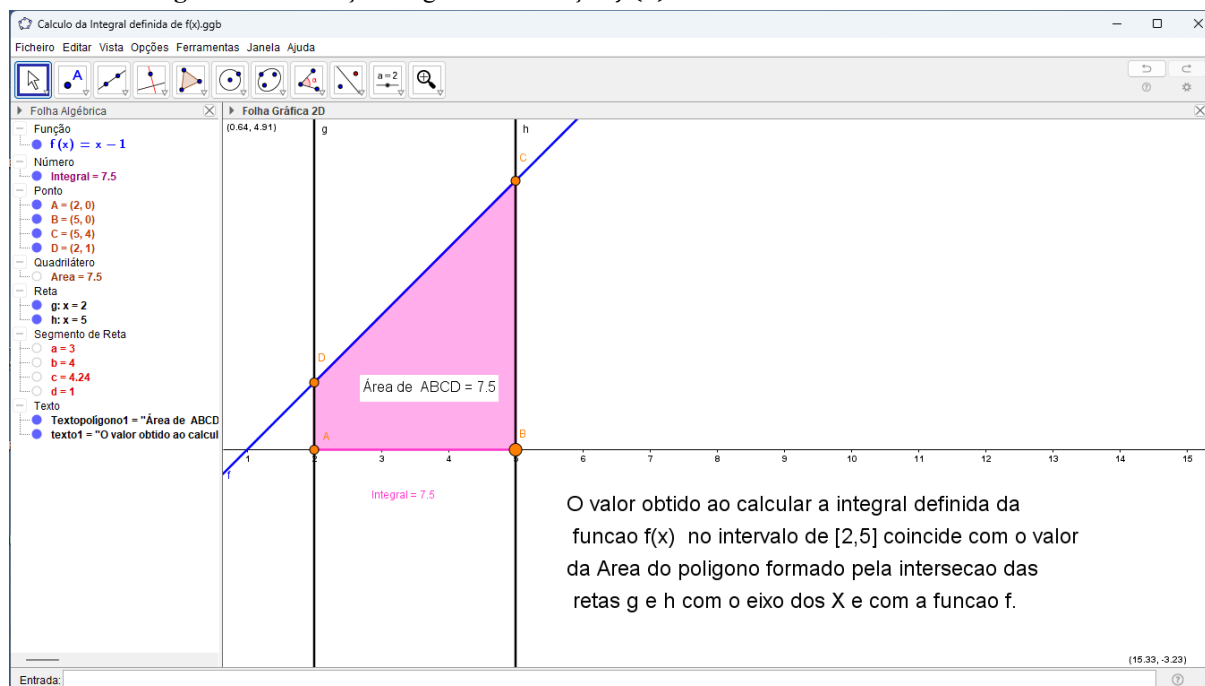 Calculo da Integral definida de f(x).ggb
Ficheiro Editar Vista Opções Ferramentas Janela Ajuda
A
α
a = 2
Folha Algébrica
Função
f(x) = x − 1
Número
Integral = 7.5
Ponto
A = (2, 0)
B = (5, 0)
C = (5, 4)
D = (2, 1)
Quadrilátero
Area = 7.5
Reta
g: x = 2
h: x = 5
Segmento de Reta
a = 3
b = 4
c = 4.24
d = 1
Texto
Textopolígono1 = "Área de ABCD
texto1 = "O valor obtido ao calcul
Folha Gráfica 2D
(0.64, 4.91)
g
h
C
D
Área de ABCD = 7.5
A
B
1 2 3 4 5 6 7 8 9 10 11 12 13 14 15
f
Integral = 7.5
O valor obtido ao calcular a integral definida da
funcao f(x) no intervalo de [2,5] coincide com o valor
da Area do poligono formado pela intersecao das
retas g e h com o eixo dos X e com a funcao f.
(15.33, -3.23)
Entrada: